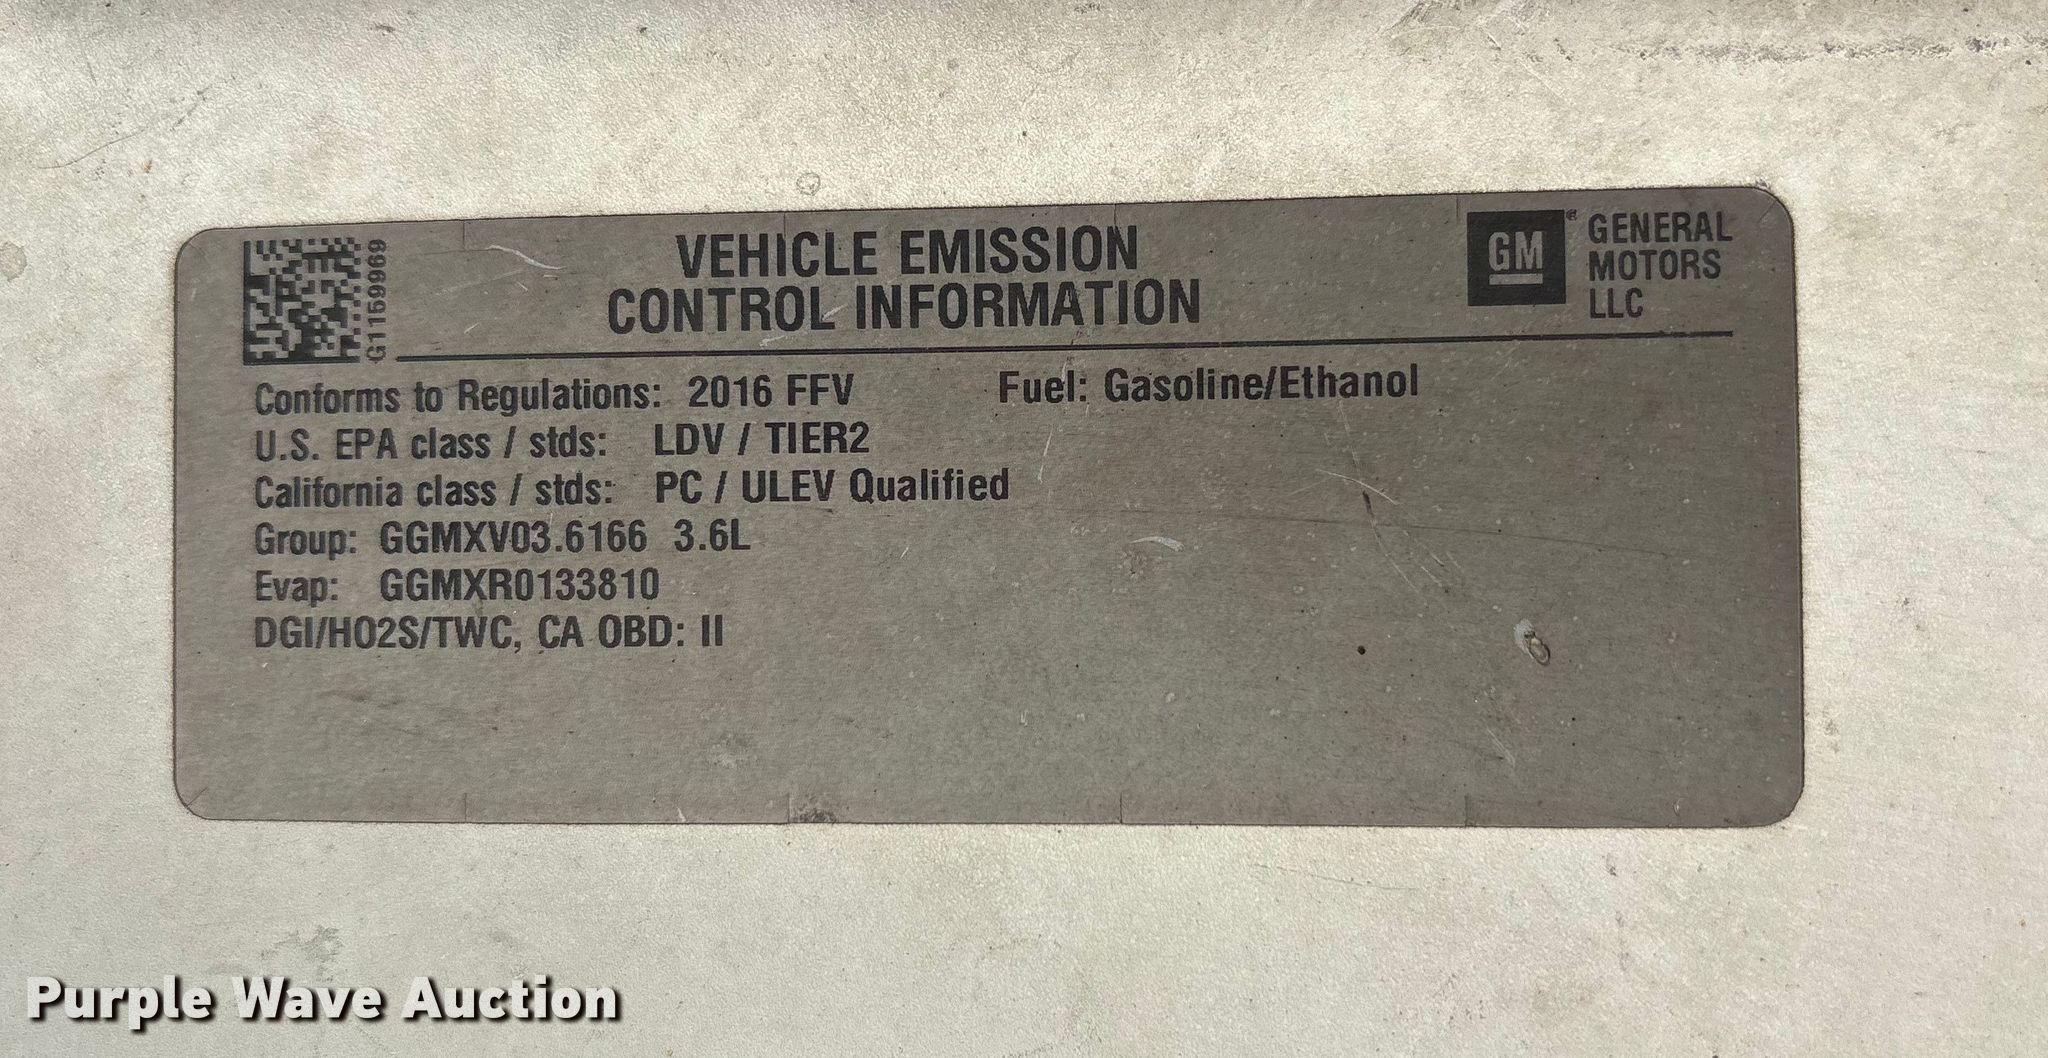 G11599969
VEHICLE EMISSION
CONTROL INFORMATION
GM
®
GENERAL
MOTORS
LLC
Conforms to Regulations: 2016 FFV Fuel: Gasoline/Ethanol
U.S. EPA class / stds: LDV / TIER2
California class / stds: PC / ULEV Qualified
Group: GGMXV03.6166 3.6L
Evap: GGMXR0133810
DGI/HO2S/TWC, CA OBD: II
Purple Wave Auction